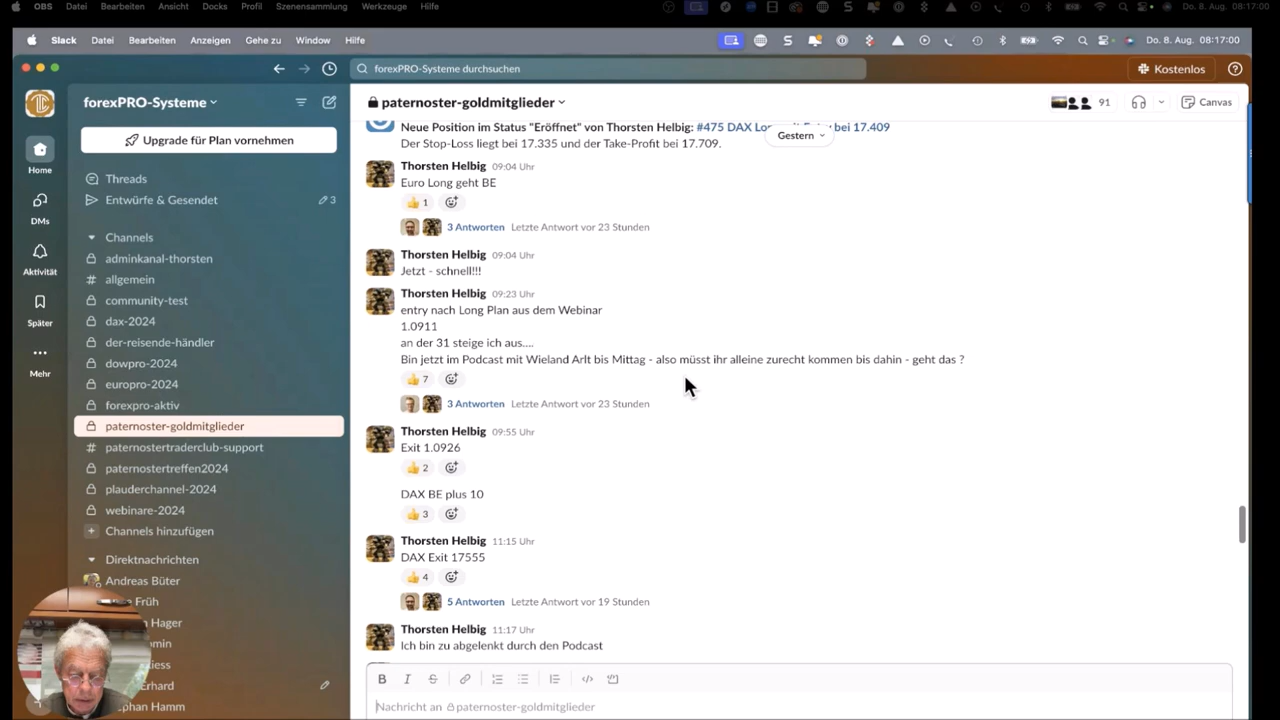 OBS Datei Bearbeiten Ansicht Docks Profil Szenensammlung Werkzeuge Hilfe Do. 8. Aug. 08:17:00
Slack Datei Bearbeiten Anzeigen Gehe zu Window Hilfe Do. 8. Aug. 08:17:00
forexPRO-Systeme durchsuchen
Kostenlos
forexPRO-Systeme
Upgrade für Plan vornehmen
Home
DMs
Aktivität
Später
Mehr
Threads
Entwürfe & Gesendet 3
Channels
adminkanal-thorsten
# allgemein
community-test
dax-2024
der-reisende-händler
dowpro-2024
europro-2024
forexpro-aktiv
paternoster-goldmitglieder
# paternostertraderclub-support
paternostertreffen2024
plauderchannel-2024
webinare-2024
+ Channels hinzufügen
Direktnachrichten
Andreas Büter
Früh
Hager
Erhard
Hamm
paternoster-goldmitglieder
91
Canvas
Neue Position im Status "Eröffnet" von Thorsten Helbig: #475 DAX bei 17.409
Gestern
Der Stop-Loss liegt bei 17.335 und der Take-Profit bei 17.709.
Thorsten Helbig 09:04 Uhr
Euro Long geht BE
👍 1
3 Antworten Letzte Antwort vor 23 Stunden
Thorsten Helbig 09:04 Uhr
Jetzt - schnell!!!
Thorsten Helbig 09:23 Uhr
entry nach Long Plan aus dem Webinar
1.0911
an der 31 steige ich aus....
Bin jetzt im Podcast mit Wieland Arlt bis Mittag - also müsst ihr alleine zurecht kommen bis dahin - geht das ?
👍 7
3 Antworten Letzte Antwort vor 23 Stunden
Thorsten Helbig 09:55 Uhr
Exit 1.0926
👍 2
DAX BE plus 10
👍 3
Thorsten Helbig 11:15 Uhr
DAX Exit 17555
👍 4
5 Antworten Letzte Antwort vor 19 Stunden
Thorsten Helbig 11:17 Uhr
Ich bin zu abgelenkt durch den Podcast
B I S
Nachricht an paternoster-goldmitglieder